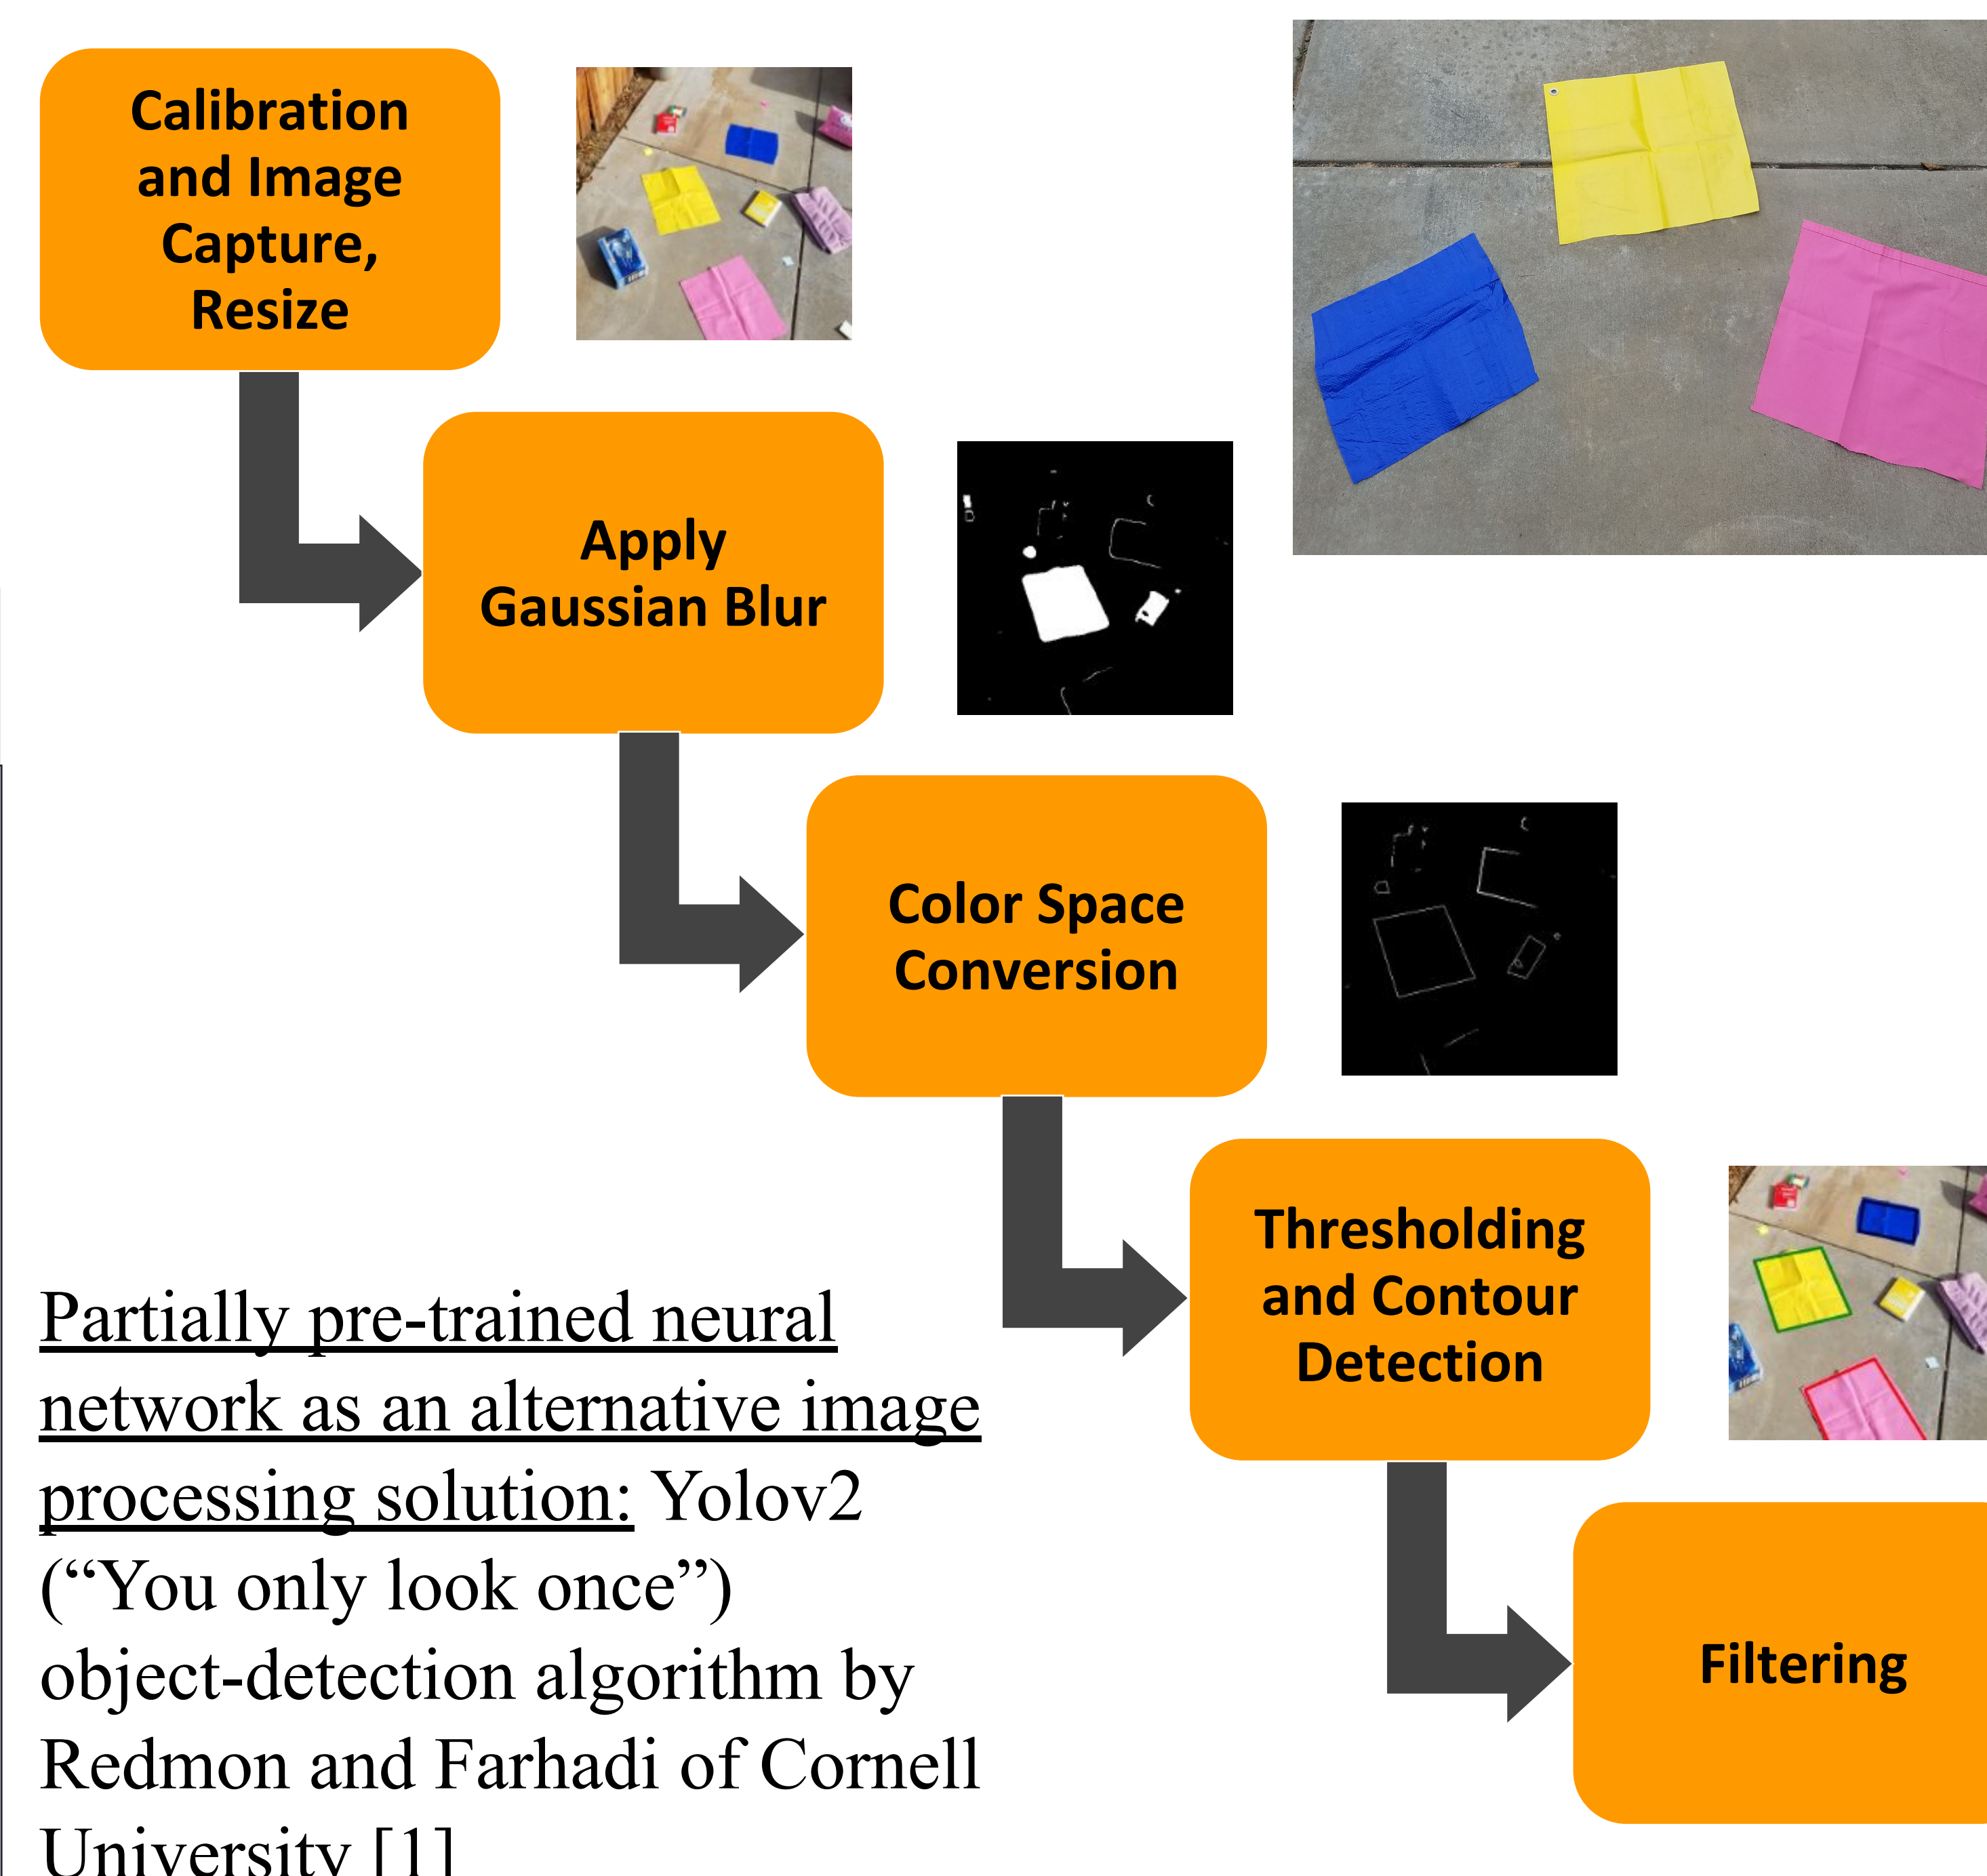 Calibration
and Image
Capture,
Resize
Apply
Gaussian Blur
Color Space
Conversion
Thresholding
and Contour
Detection
Filtering
Partially pre-trained neural
network as an alternative image
processing solution: Yolov2
(“You only look once”)
object-detection algorithm by
Redmon and Farhadi of Cornell
University [1]